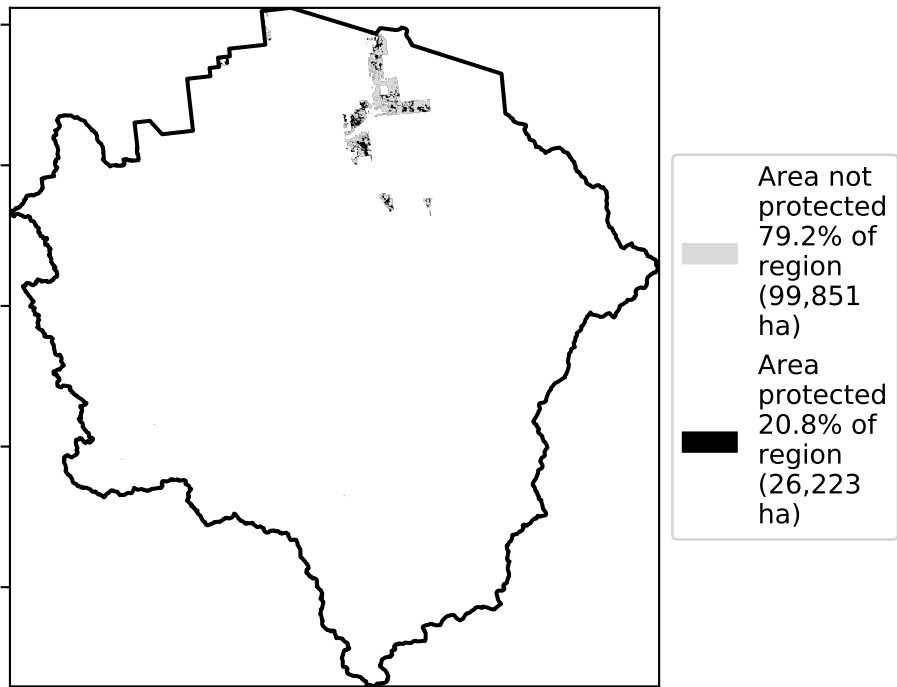 Area not
protected
79.2% of
region
(99,851
ha)
Area
protected
20.8% of
region
(26,223
ha)